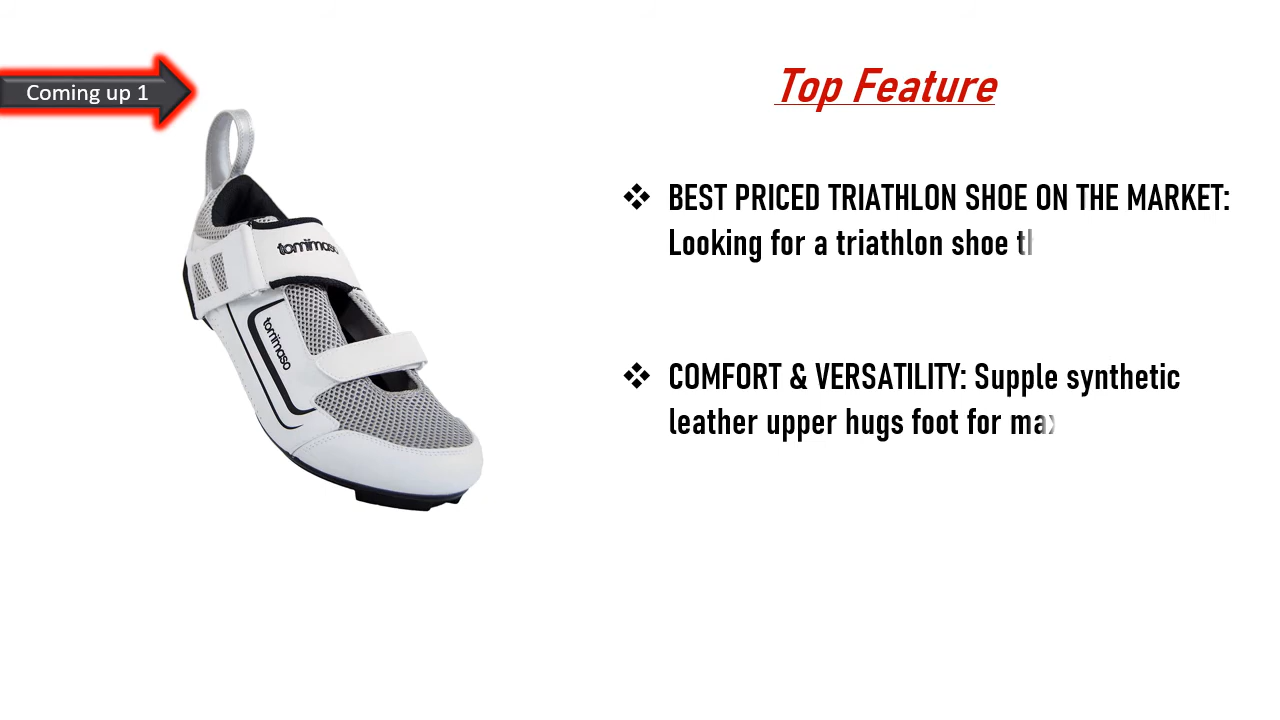 Coming up 1
Top Feature
❖ BEST PRICED TRIATHLON SHOE ON THE MARKET:
Looking for a triathlon shoe
❖ COMFORT & VERSATILITY: Supple synthetic
leather upper hugs foot for
tommaso
tommaso